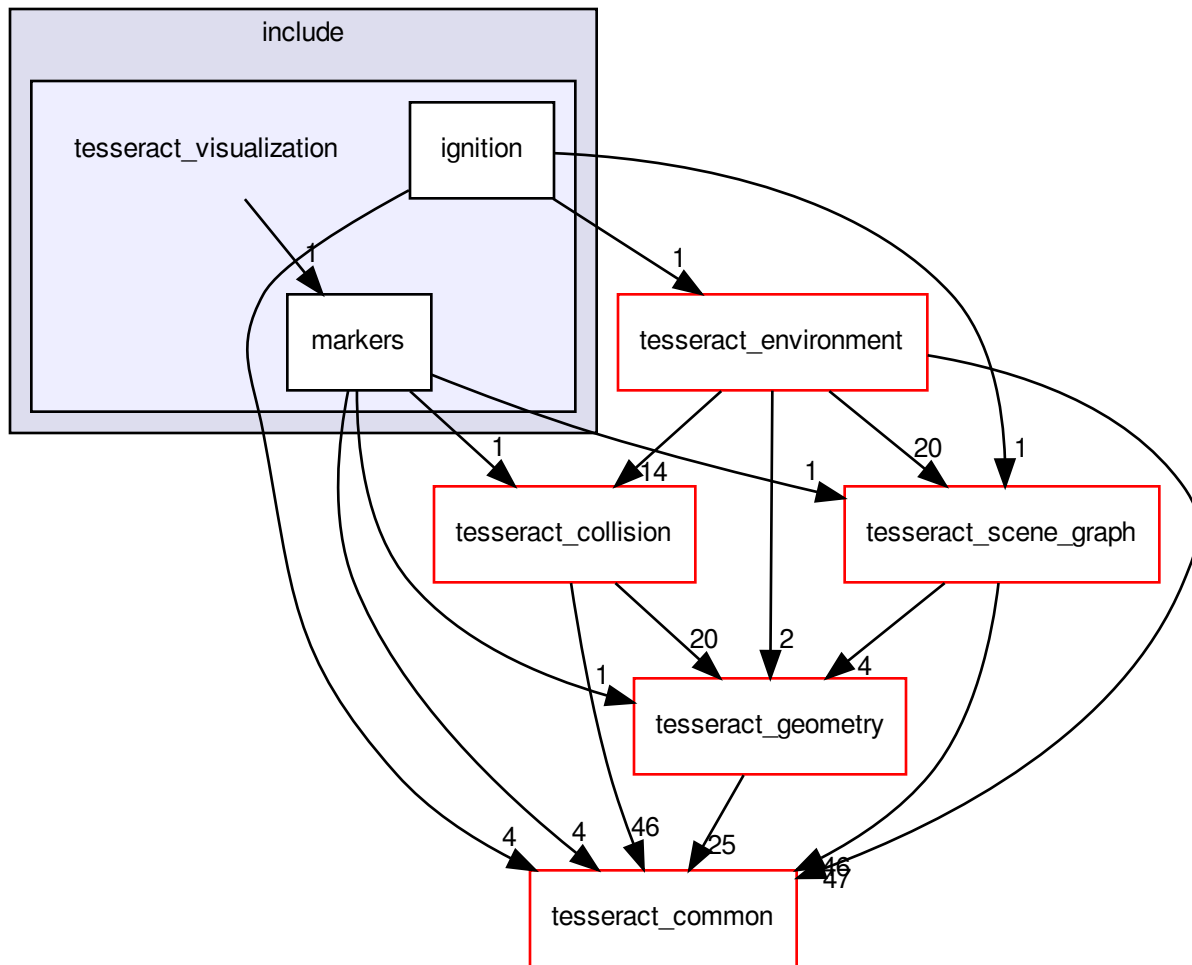 include
tesseract_visualization
ignition
1
1
markers
tesseract_environment
1
14
20
1
1
tesseract_collision
tesseract_scene_graph
20
2
4
1
tesseract_geometry
4
4
46
25
46
47
tesseract_common